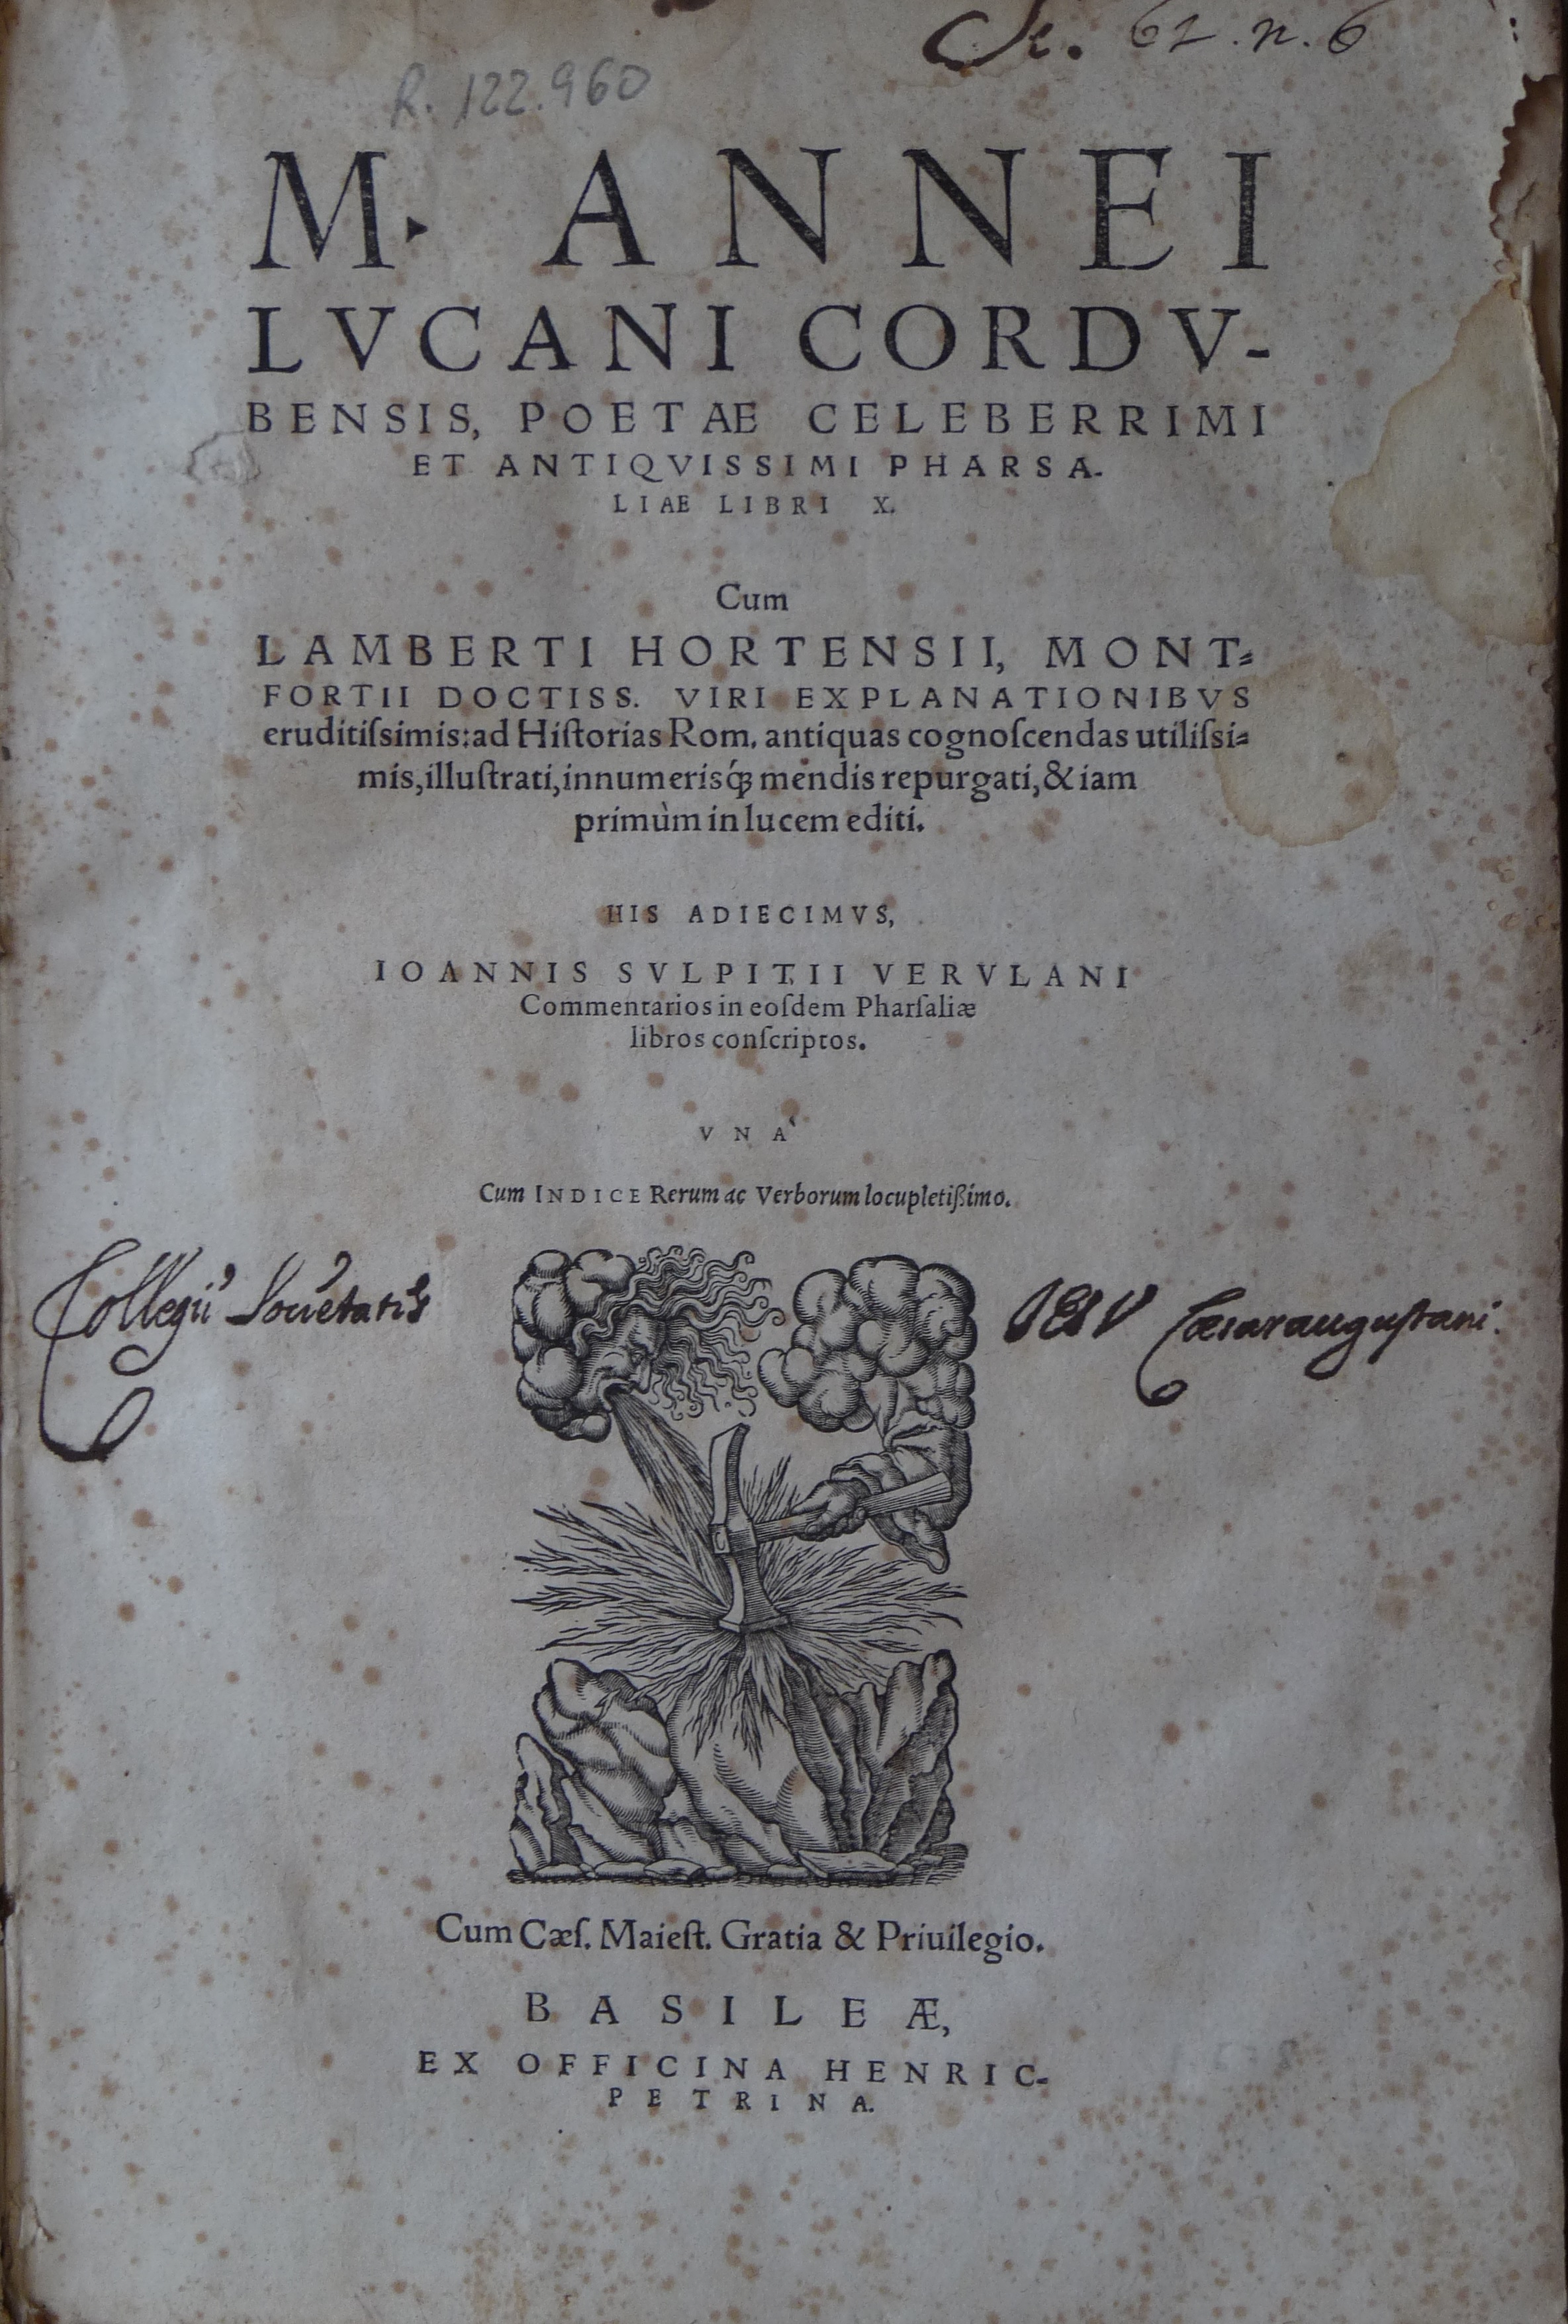 R. 122.960
62.n.6
M. ANNEI
LVCANI CORDV-
BENSIS, POETAE CELEBERRIMI
ET ANTIQVISSIMI PHARSA-
LIAE LIBRI X.
Cum
LAMBERTI HORTENSII, MONT-
FORTII DOCTISS. VIRI EXPLANATIONIBVS
eruditiſsimis: ad Hiſtorias Rom. antiquas cognoſcendas utiliſsi-
mis, illuſtrati, innumerisq́ꝫ mendis repurgati, & iam
primùm in lucem editi.
HIS ADIECIMVS,
IOANNIS SVLPITII VERVLANI
Commentarios in eoſdem Pharſaliæ
libros conſcriptos.
VNA`
Cum INDICE Rerum ac Verborum locupletißimo.
Collegii Societatis IESV Cæsaraugustani.
Cum Cæſ. Maieſt. Gratia & Priuilegio.
BASILEÆ,
EX OFFICINA HENRIC-
PETRINA.